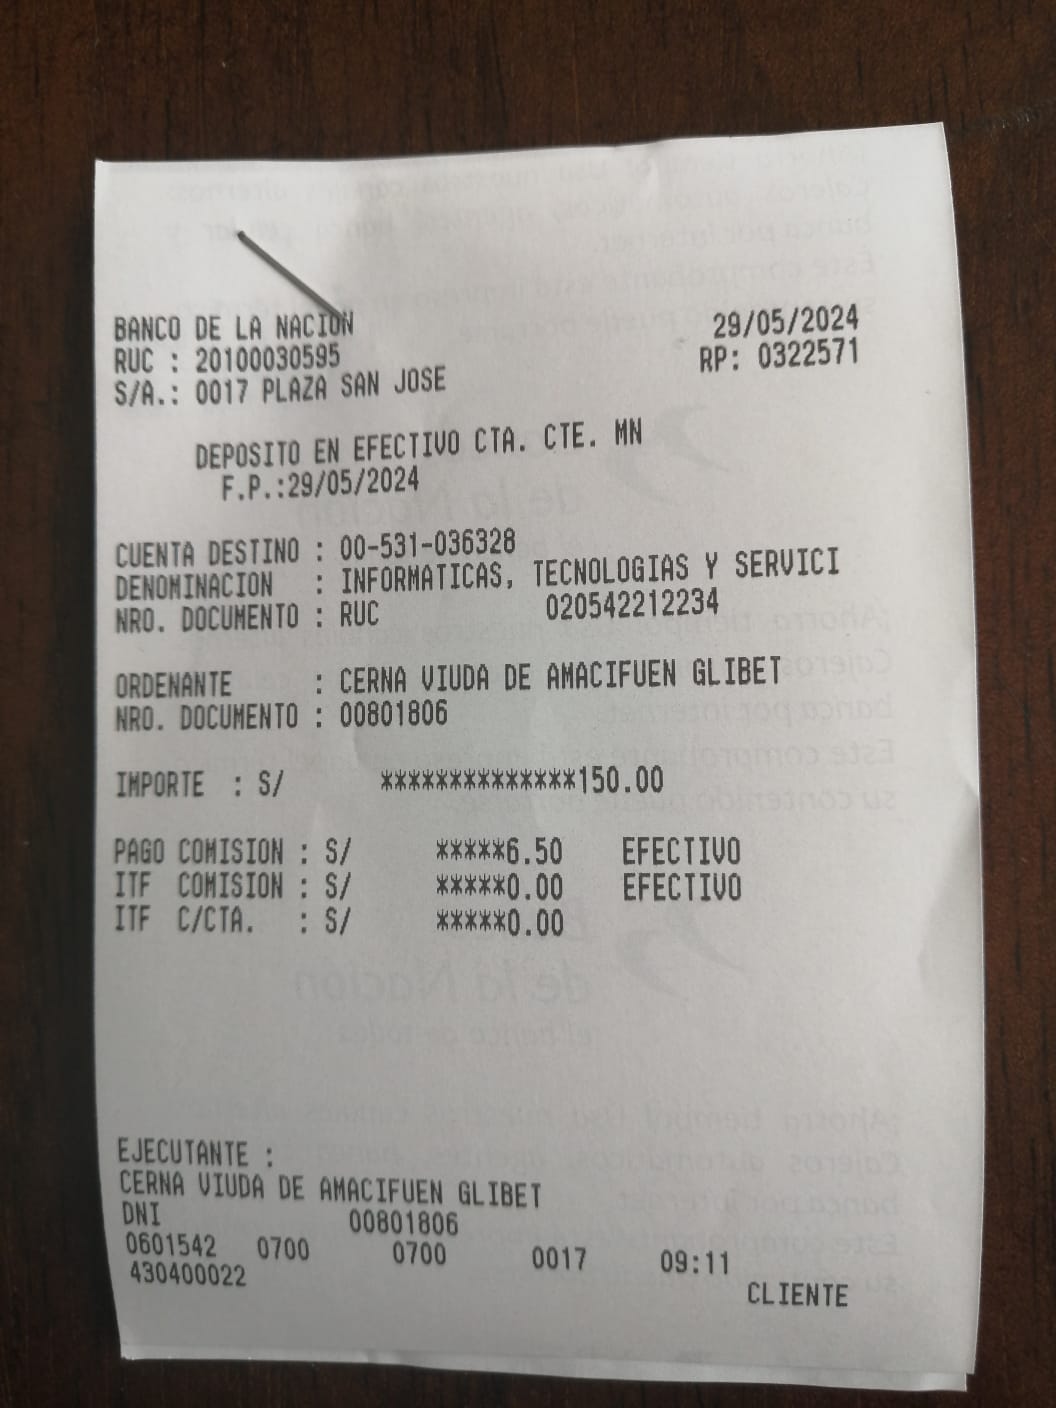 BANCO DE LA NACION 29/05/2024
RUC : 20100030595 RP: 0322571
S/A.: 0017 PLAZA SAN JOSE
DEPOSITO EN EFECTIVO CTA. CTE. MN
F.P.:29/05/2024
CUENTA DESTINO : 00-531-036328
DENOMINACION : INFORMATICAS, TECNOLOGIAS Y SERVICI
NRO. DOCUMENTO : RUC 020542212234
ORDENANTE : CERNA VIUDA DE AMACIFUEN GLIBET
NRO. DOCUMENTO : 00801806
IMPORTE : S/ **************150.00
PAGO COMISION : S/ *****6.50 EFECTIVO
ITF COMISION : S/ *****0.00 EFECTIVO
ITF C/CTA. : S/ *****0.00
EJECUTANTE :
CERNA VIUDA DE AMACIFUEN GLIBET
DNI 00801806
0601542 0700 0700 0017 09:11
430400022
CLIENTE